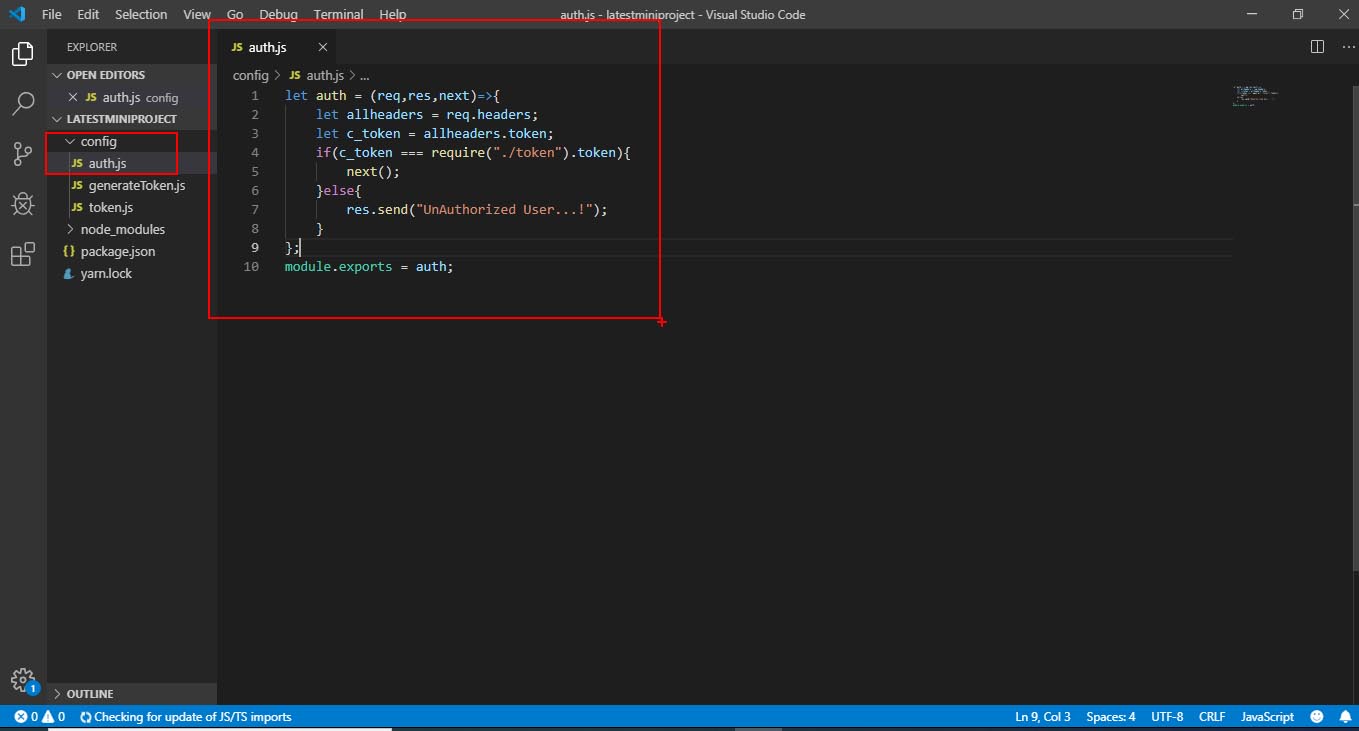 File Edit Selection View Go Debug Terminal Help auth.js - latestminiproject - Visual Studio Code
EXPLORER
OPEN EDITORS
JS auth.js config
LATESTMINIPROJECT
config
JS auth.js
JS generateToken.js
JS token.js
node_modules
{} package.json
yarn.lock
OUTLINE
JS auth.js
config > JS auth.js > ...
1 let auth = (req,res,next)=>{
2 let allheaders = req.headers;
3 let c_token = allheaders.token;
4 if(c_token === require("./token").token){
5 next();
6 }else{
7 res.send("UnAuthorized User...!");
8 }
9 };
10 module.exports = auth;
1
0 0 Checking for update of JS/TS imports Ln 9, Col 3 Spaces: 4 UTF-8 CRLF JavaScript